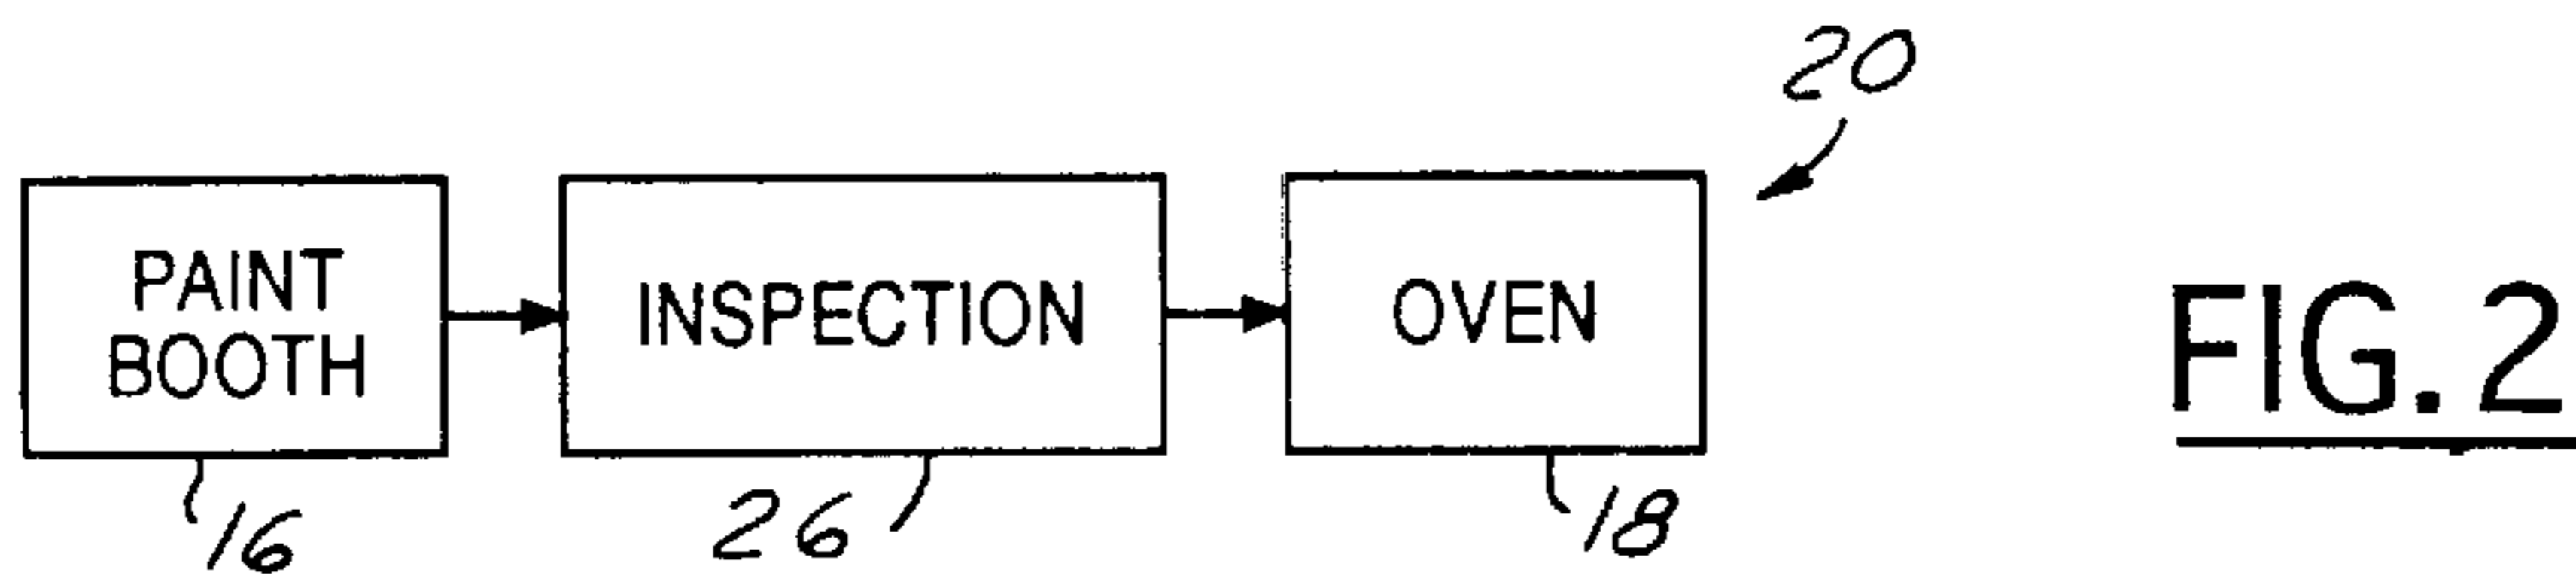 20
PAINT
BOOTH
INSPECTION
OVEN
16
26
18
FIG. 2